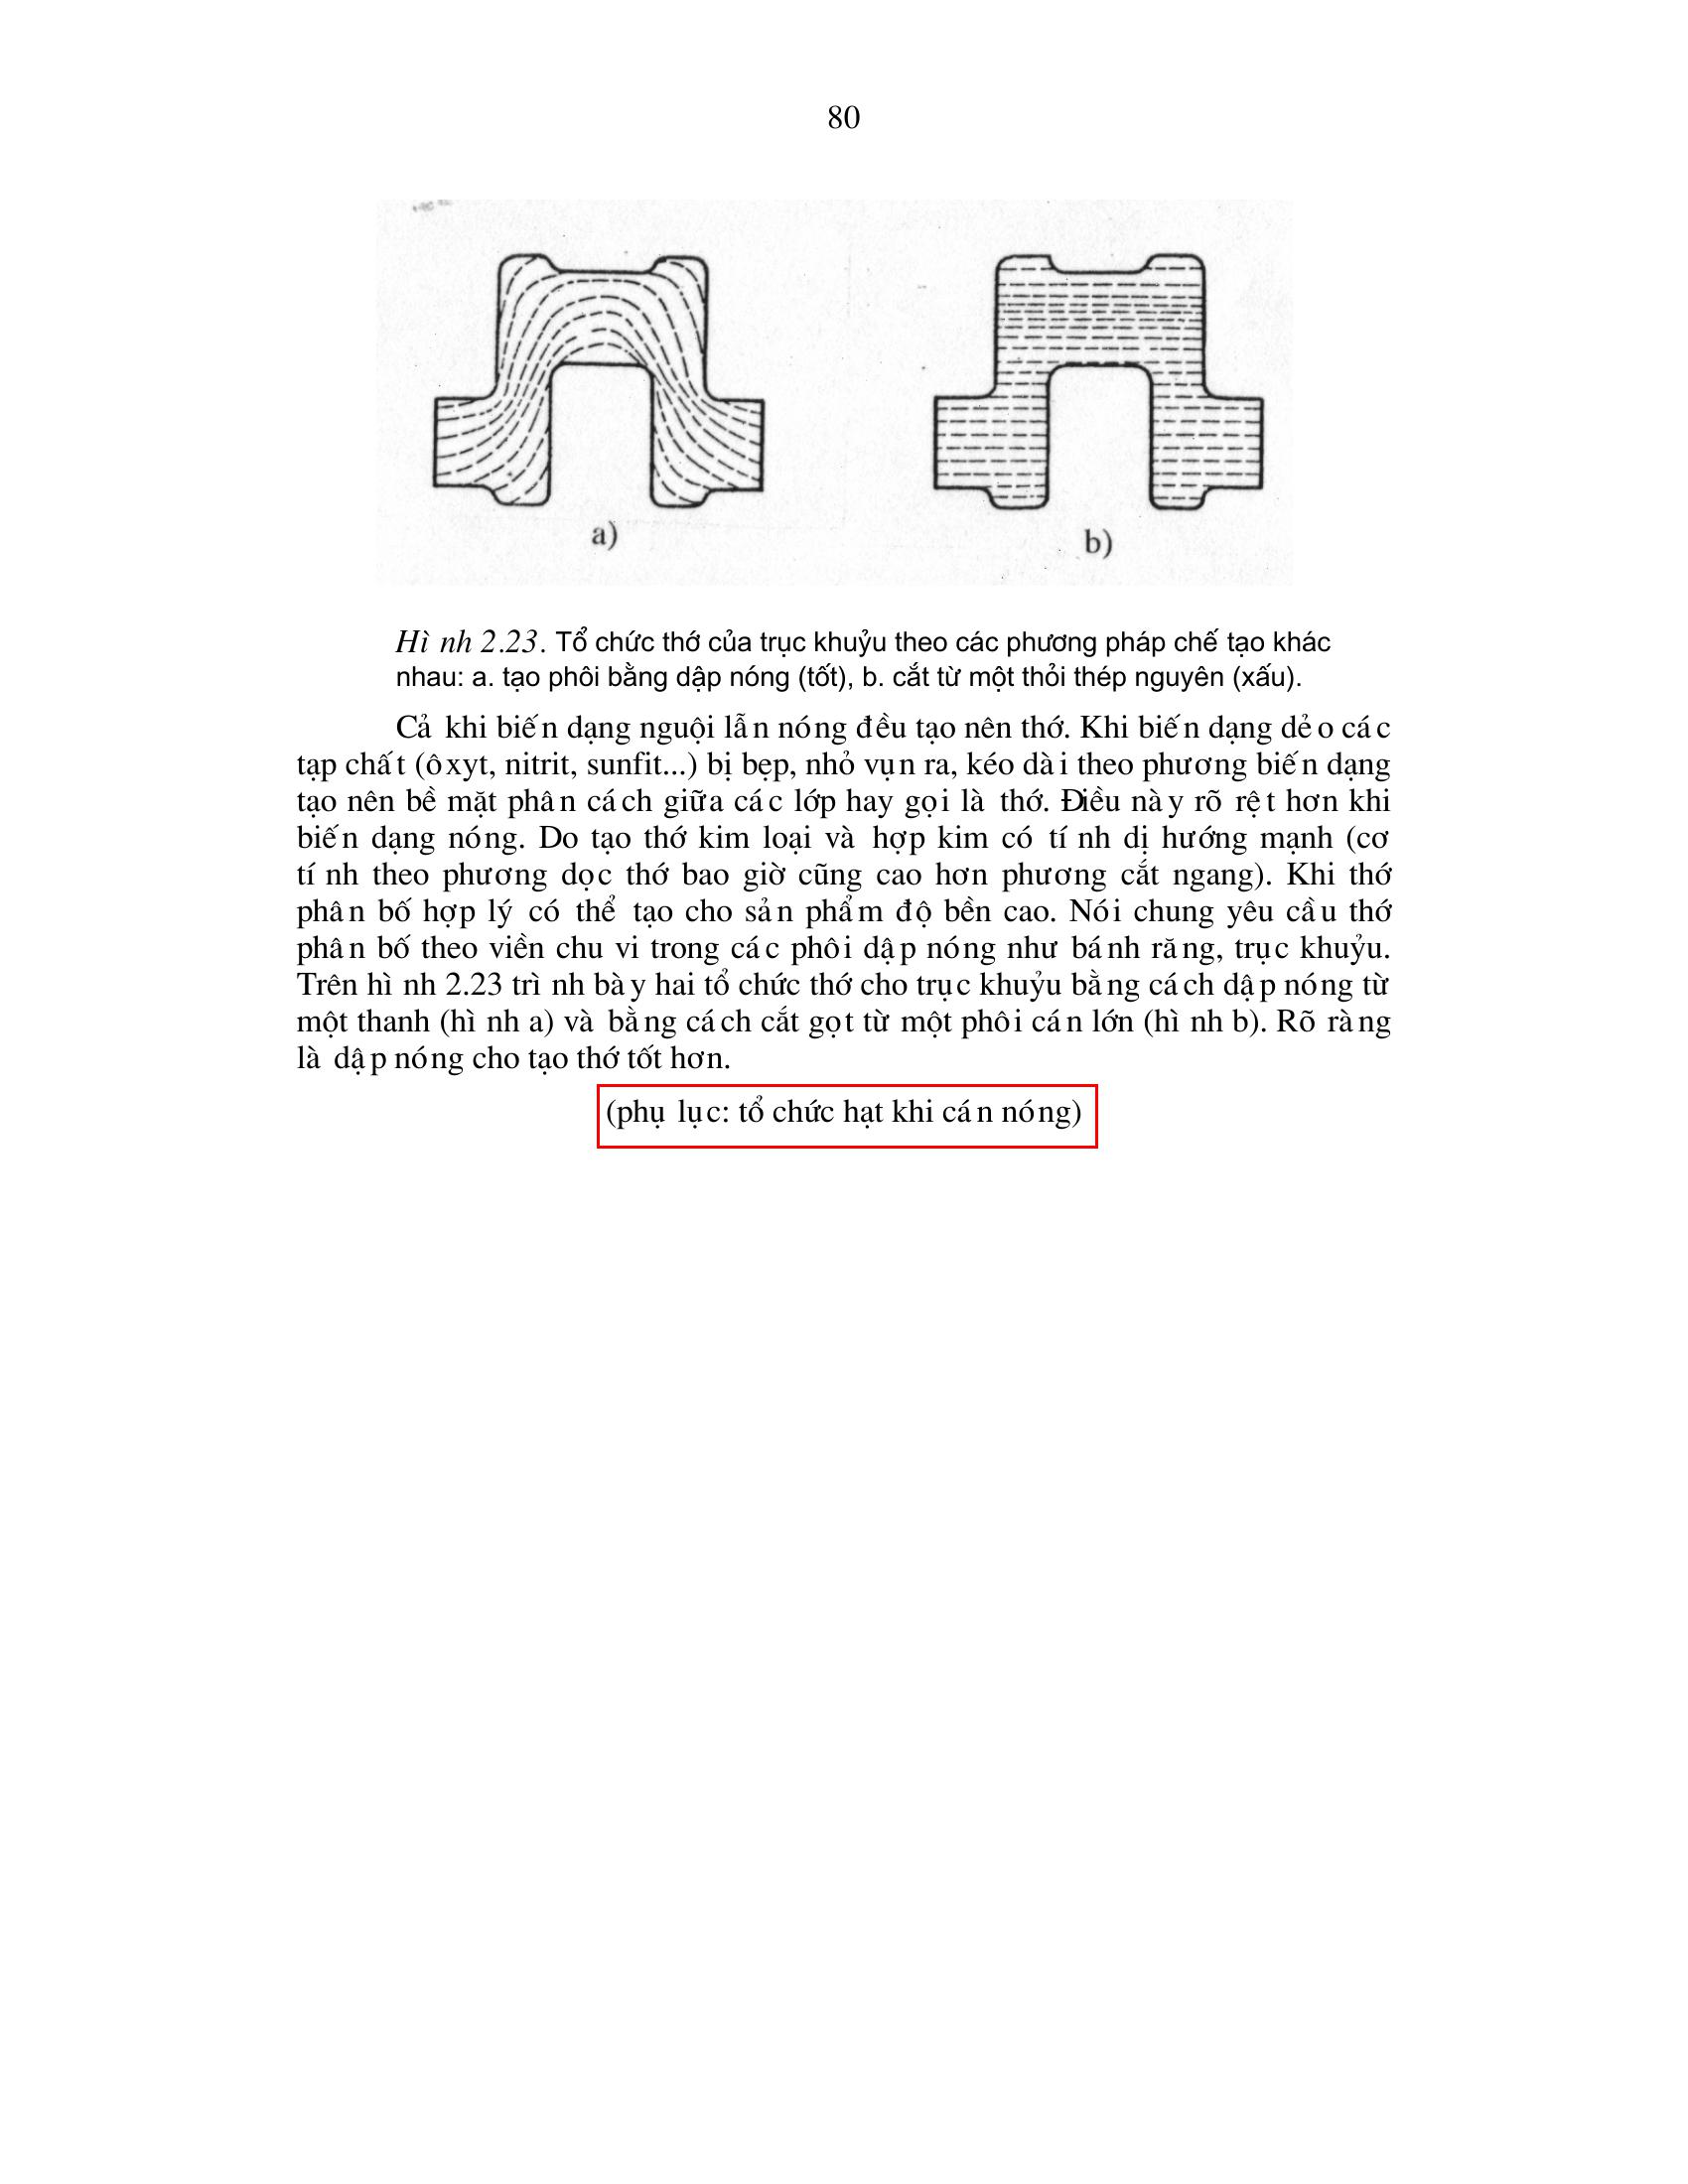 80
a)
b)
Hình 2.23. Tổ chức thớ của trục khuỷu theo các phương pháp chế tạo khác
nhau: a. tạo phôi bằng dập nóng (tốt), b. cắt từ một thỏi thép nguyên (xấu).
Cả khi biến dạng nguội lẫn nóng đều tạo nên thớ. Khi biến dạng dẻo các
tạp chất (ôxyt, nitrit, sunfit...) bị bẹp, nhỏ vụn ra, kéo dài theo phương biến dạng
tạo nên bề mặt phân cách giữa các lớp hay gọi là thớ. Điều này rõ rệt hơn khi
biến dạng nóng. Do tạo thớ kim loại và hợp kim có tính dị hướng mạnh (cơ
tính theo phương dọc thớ bao giờ cũng cao hơn phương cắt ngang). Khi thớ
phân bố hợp lý có thể tạo cho sản phẩm độ bền cao. Nói chung yêu cầu thớ
phân bố theo viền chu vi trong các phôi dập nóng như bánh răng, trục khuỷu.
Trên hình 2.23 trình bày hai tổ chức thớ cho trục khuỷu bằng cách dập nóng từ
một thanh (hình a) và bằng cách cắt gọt từ một phôi cán lớn (hình b). Rõ ràng
là dập nóng cho tạo thớ tốt hơn.
(phụ lục: tổ chức hạt khi cán nóng)